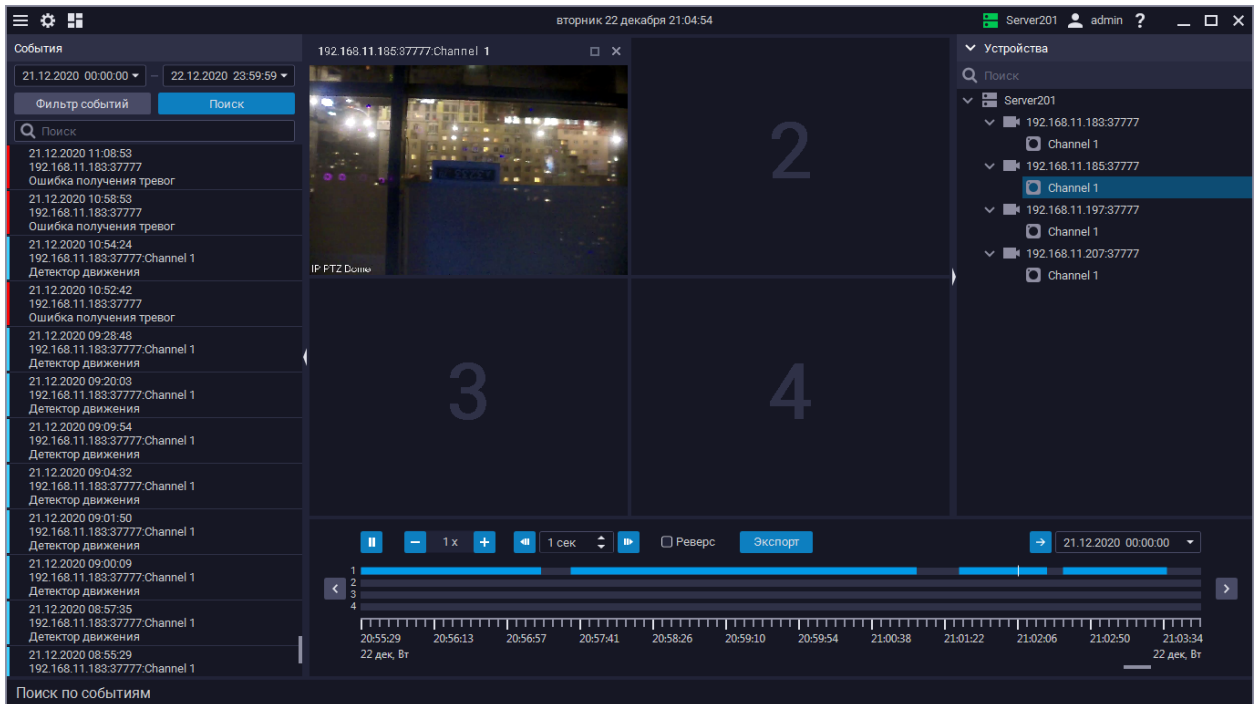 вторник 22 декабря 21:04:54
Server201 admin ?
События
21.12.2020 00:00:00 – 22.12.2020 23:59:59
Фильтр событий Поиск
Поиск
21.12.2020 11:08:53
192.168.11.183:37777
Ошибка получения тревог
21.12.2020 10:58:53
192.168.11.183:37777
Ошибка получения тревог
21.12.2020 10:54:24
192.168.11.183:37777:Channel 1
Детектор движения
21.12.2020 10:52:42
192.168.11.183:37777
Ошибка получения тревог
21.12.2020 09:28:48
192.168.11.183:37777:Channel 1
Детектор движения
21.12.2020 09:20:03
192.168.11.183:37777:Channel 1
Детектор движения
21.12.2020 09:09:54
192.168.11.183:37777:Channel 1
Детектор движения
21.12.2020 09:04:32
192.168.11.183:37777:Channel 1
Детектор движения
21.12.2020 09:01:50
192.168.11.183:37777:Channel 1
Детектор движения
21.12.2020 09:00:09
192.168.11.183:37777:Channel 1
Детектор движения
21.12.2020 08:57:35
192.168.11.183:37777:Channel 1
Детектор движения
21.12.2020 08:55:29
192.168.11.183:37777:Channel 1
192.168.11.185:37777:Channel 1
IP PTZ Dome
2
3
4
1 x 1 сек Реверс Экспорт 21.12.2020 00:00:00
1
2
3
4
20:55:29 20:56:13 20:56:57 20:57:41 20:58:26 20:59:10 20:59:54 21:00:38 21:01:22 21:02:06 21:02:50 21:03:34
22 дек, Вт 22 дек, Вт
Устройства
Поиск
Server201
192.168.11.183:37777
Channel 1
192.168.11.185:37777
Channel 1
192.168.11.197:37777
Channel 1
192.168.11.207:37777
Channel 1
Поиск по событиям